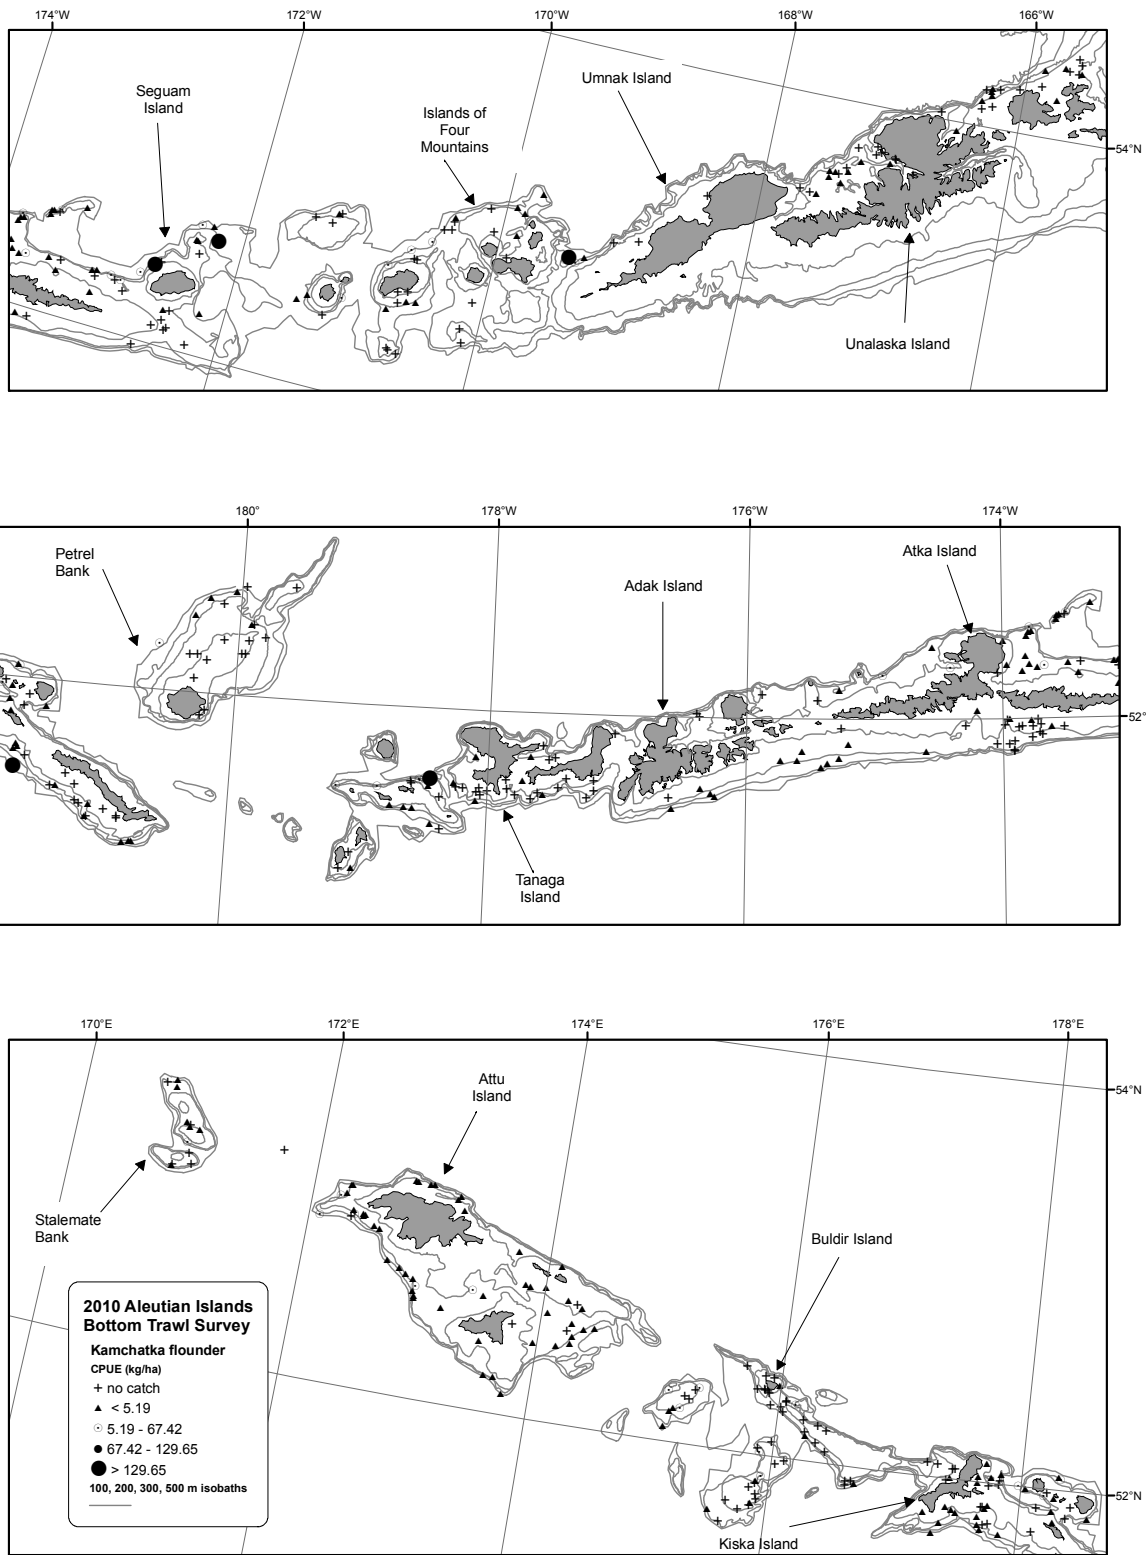 174°W
172°W
170°W
168°W
166°W
Seguam
Island
Islands of
Four
Mountains
Umnak Island
54°N
Unalaska Island
180°
178°W
176°W
174°W
Petrel
Bank
Adak Island
Atka Island
52°
Tanaga
Island
170°E
172°E
174°E
176°E
178°E
Attu
Island
54°N
Stalemate
Bank
Buldir Island
52°N
Kiska Island
2010 Aleutian Islands
Bottom Trawl Survey
Kamchatka flounder
CPUE (kg/ha)
no catch
< 5.19
5.19 - 67.42
67.42 - 129.65
> 129.65
100, 200, 300, 500 m isobaths